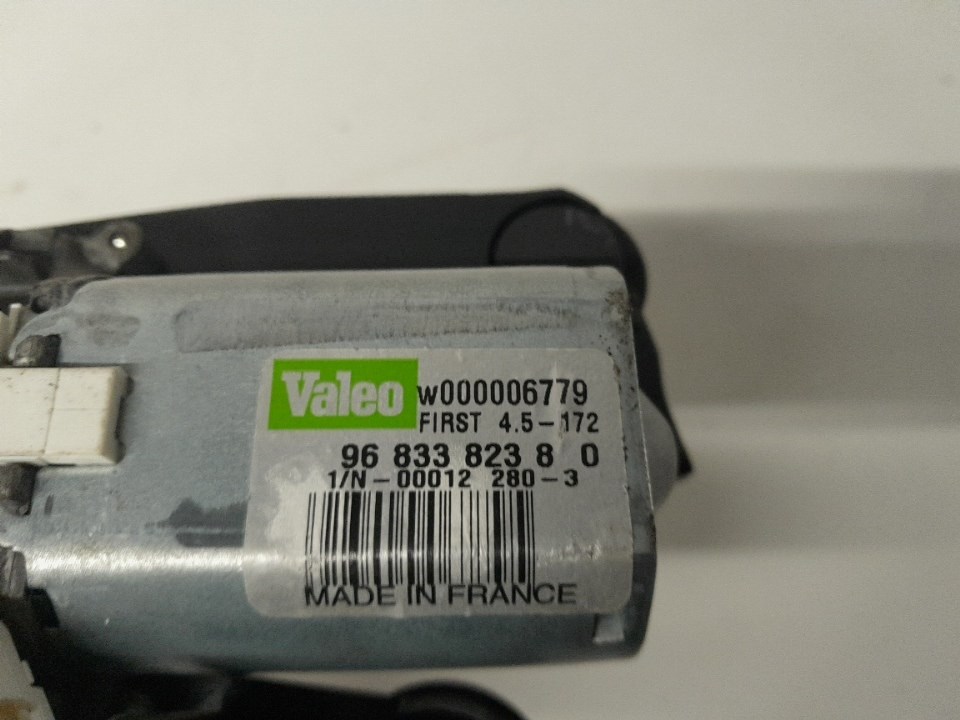 Valeo w000006779
FIRST 4.5-172
96 833 823 8 0
1/N-00012 280-3
MADE IN FRANCE